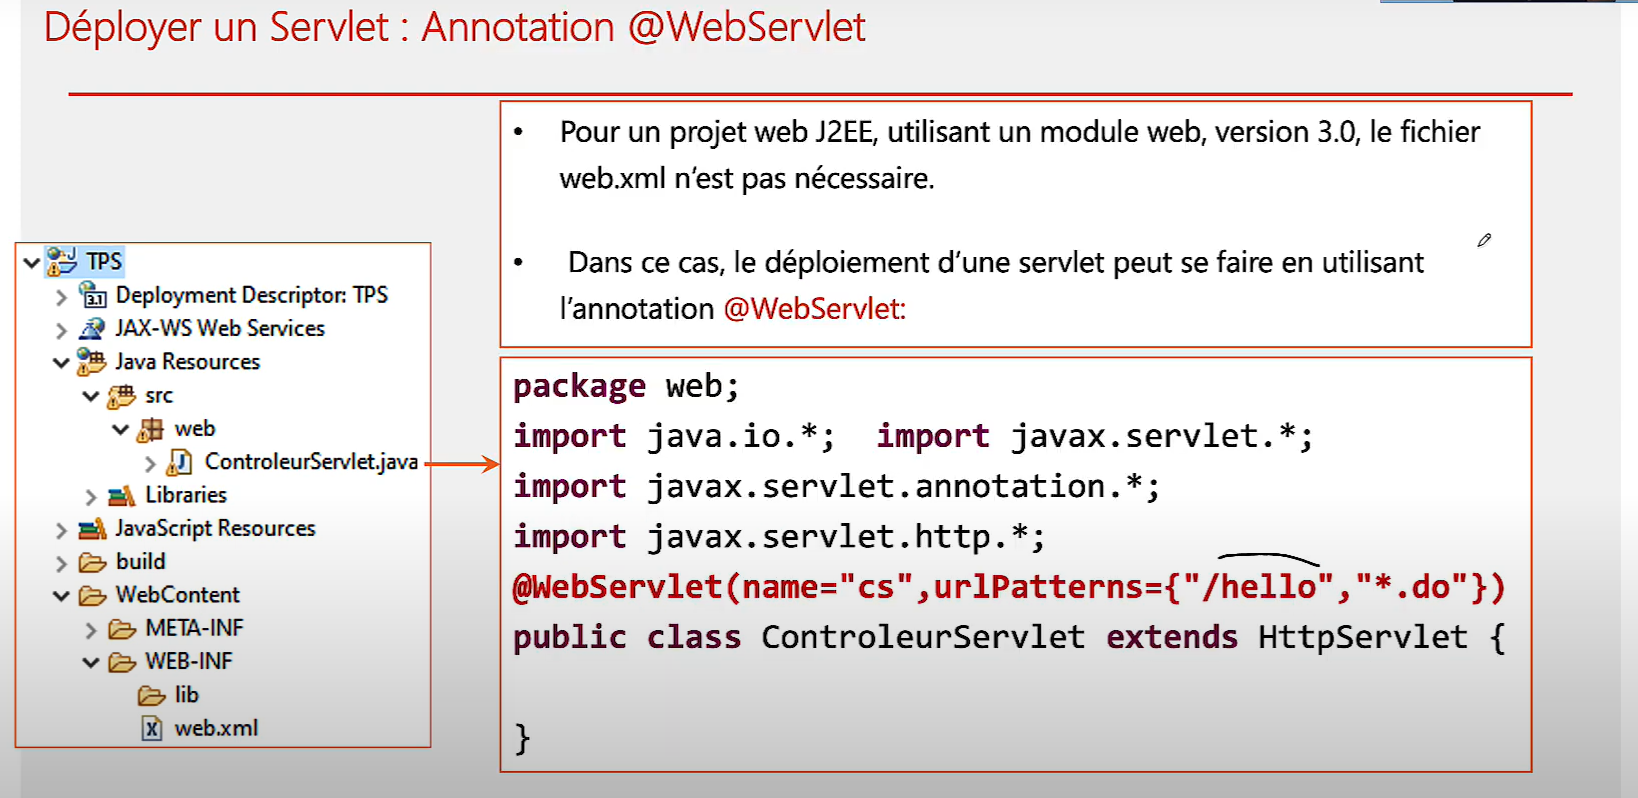 Déployer un Servlet : Annotation @WebServlet
• Pour un projet web J2EE, utilisant un module web, version 3.0, le fichier
web.xml n’est pas nécessaire.
• Dans ce cas, le déploiement d’une servlet peut se faire en utilisant
l’annotation @WebServlet:
TPS
3.1 Deployment Descriptor: TPS
JAX-WS Web Services
Java Resources
src
web
J ControleurServlet.java
Libraries
JavaScript Resources
build
WebContent
META-INF
WEB-INF
lib
X web.xml
package web;
import java.io.*; import javax.servlet.*;
import javax.servlet.annotation.*;
import javax.servlet.http.*;
@WebServlet(name="cs",urlPatterns={"/hello","*.do"})
public class ControleurServlet extends HttpServlet {
}